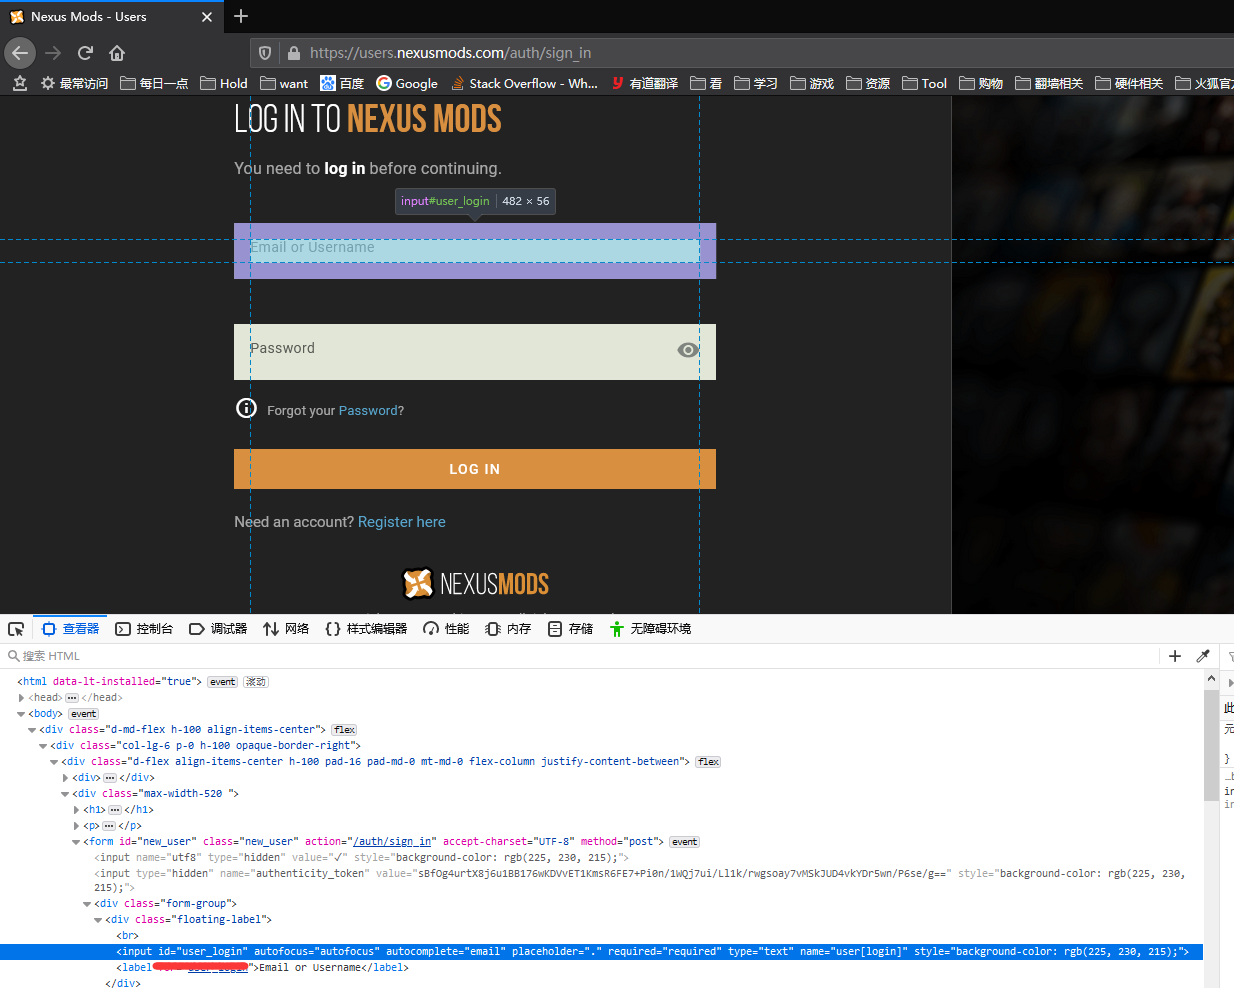 Nexus Mods - Users
https://users.nexusmods.com/auth/sign_in
最常访问 每日一点 Hold want 百度 Google Stack Overflow - Wh... 有道翻译 看 学习 游戏 资源 Tool 购物 翻墙相关 硬件相关 火狐官方
LOG IN TO NEXUS MODS
You need to log in before continuing.
input#user_login 482 × 56
Email or Username
Password
Forgot your Password?
LOG IN
Need an account? Register here
NEXUSMODS
查看器 控制台 调试器 网络 样式编辑器 性能 内存 存储 无障碍环境
搜索 HTML
<html data-lt-installed="true"> event 滚动
<head> ... </head>
<body> event
<div class="d-md-flex h-100 align-items-center"> flex
<div class="col-lg-6 p-0 h-100 opaque-border-right">
<div class="d-flex align-items-center h-100 pad-16 pad-md-0 mt-md-0 flex-column justify-content-between"> flex
<div> ... </div>
<div class="max-width-520 ">
<h1> ... </h1>
<p> ... </p>
<form id="new_user" class="new_user" action="/auth/sign_in" accept-charset="UTF-8" method="post"> event
<input name="utf8" type="hidden" value="✓" style="background-color: rgb(225, 230, 215);">
<input type="hidden" name="authenticity_token" value="sBfOg4urtX8j6u1BB176wKDVvET1KmsR6FE7+Pi0n/1WQj7ui/Ll1k/rwgsoay7vMSkJUD4vkYDr5wn/P6se/g==" style="background-color: rgb(225, 230,
215);">
<div class="form-group">
<div class="floating-label">
<br>
<input id="user_login" autofocus="autofocus" autocomplete="email" placeholder="." required="required" type="text" name="user[login]" style="background-color: rgb(225, 230, 215);">
<label for="user_login">Email or Username</label>
</div>